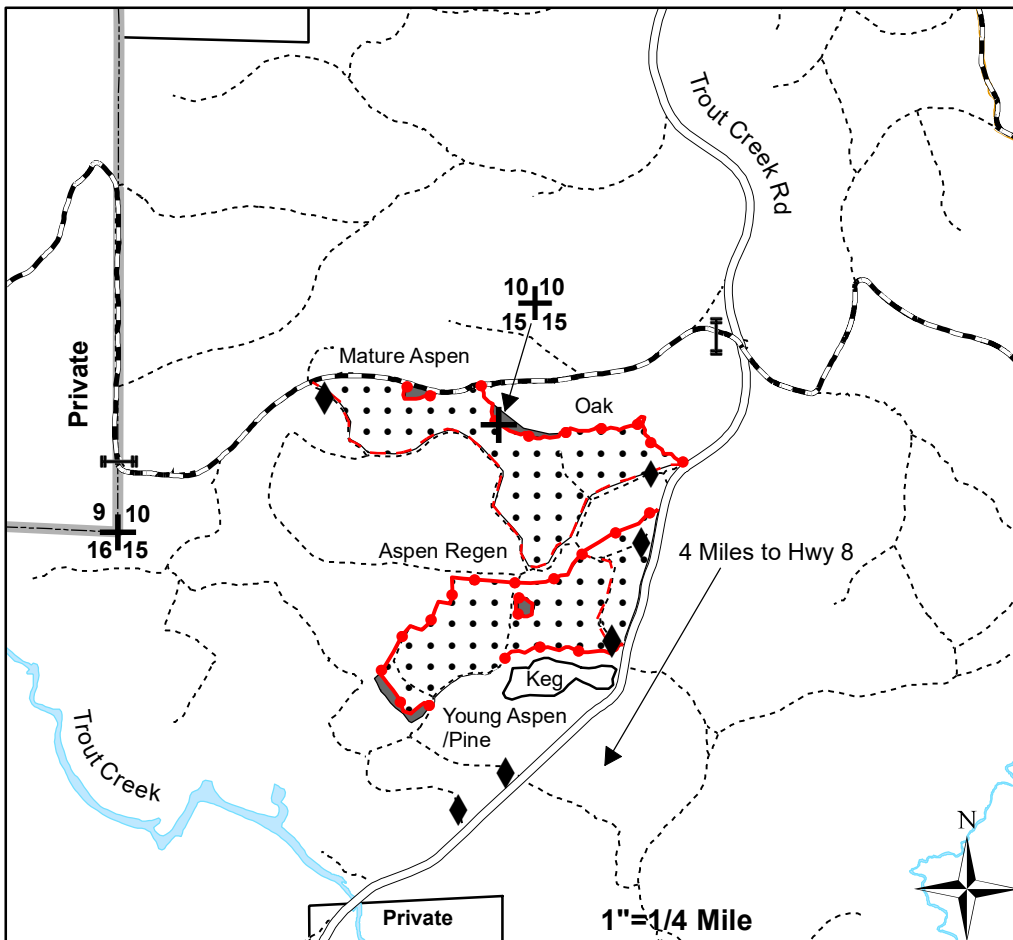 Trout Creek Rd
10 10
15 15
Private
Mature Aspen
Oak
9 10
16 15
Aspen Regen
4 Miles to Hwy 8
Keg
Young Aspen
/Pine
Trout Creek
N
Private
1"=1/4 Mile